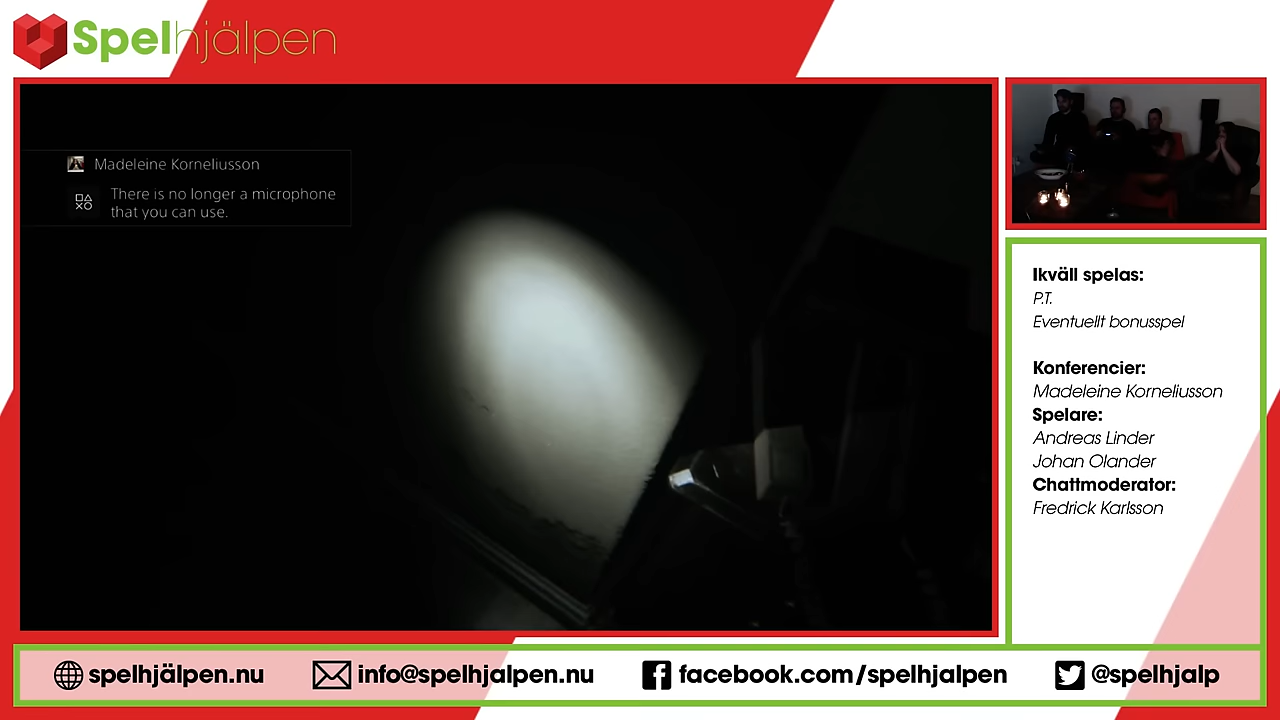 Spelhjälpen
Madeleine Korneliusson
There is no longer a microphone
that you can use.
Ikväll spelas:
P.T.
Eventuellt bonusspel
Konferencier:
Madeleine Korneliusson
Spelare:
Andreas Linder
Johan Olander
Chattmoderator:
Fredrick Karlsson
spelhjälpen.nu
info@spelhjalpen.nu
facebook.com/spelhjalpen
@spelhjalp